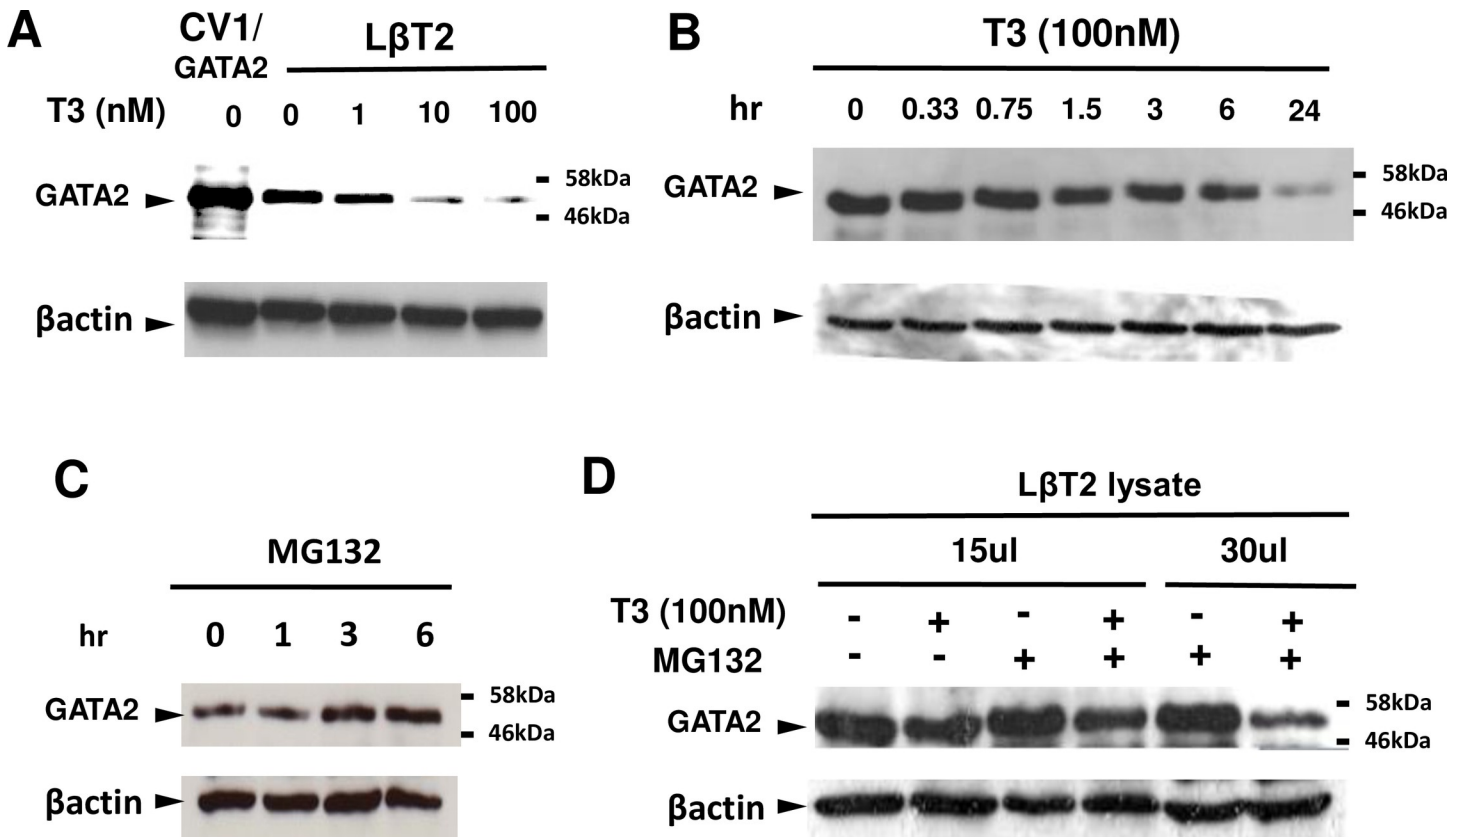 A
CV1/
GATA2
LβT2
T3 (nM) 0 0 1 10 100
GATA2
58kDa
46kDa
βactin
B
T3 (100nM)
hr 0 0.33 0.75 1.5 3 6 24
GATA2
58kDa
46kDa
βactin
C
MG132
hr 0 1 3 6
GATA2
58kDa
46kDa
βactin
D
LβT2 lysate
15ul 30ul
T3 (100nM) - + - + - +
MG132 - - + + + +
GATA2
58kDa
46kDa
βactin